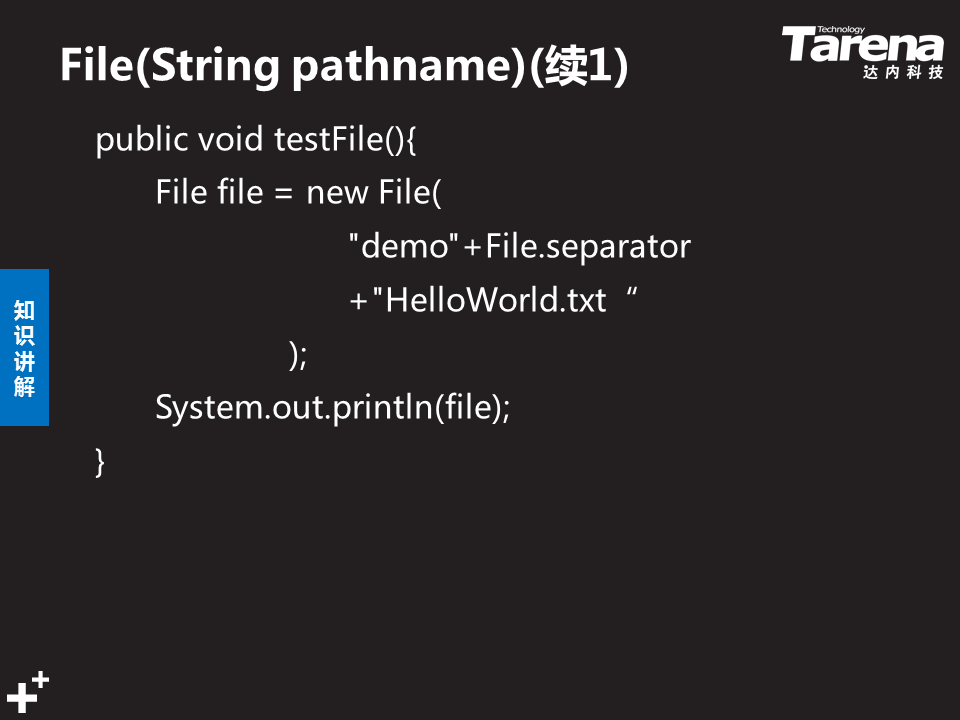 File(String pathname)(续1)
Technology
Tarena
达内科技
public void testFile(){
File file = new File(
"demo"+File.separator
+"HelloWorld.txt “
);
System.out.println(file);
}
知识讲解